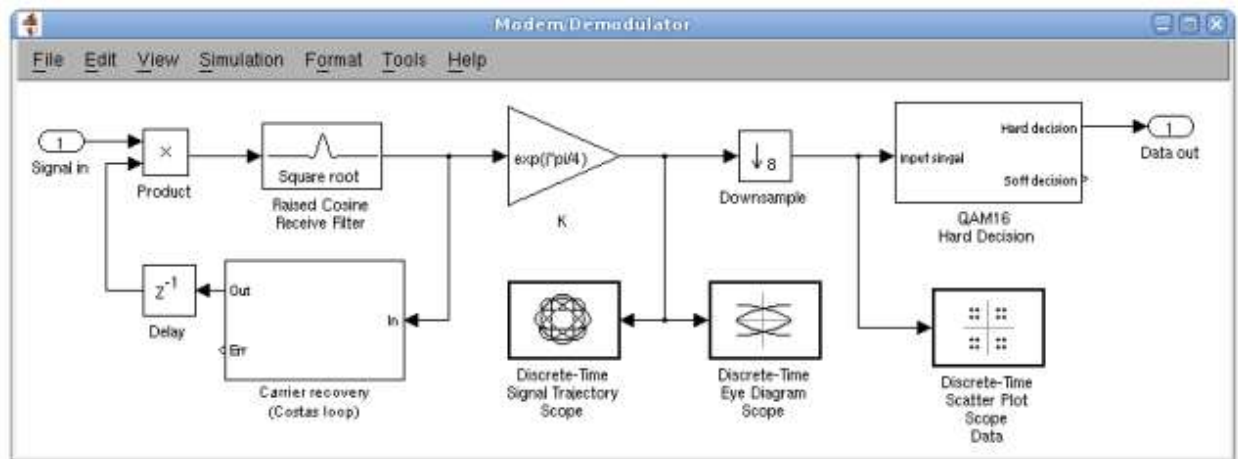 Modem/Demodulator
File Edit View Simulation Format Tools Help
1
Signal in
×
Product
Square root
Raised Cosine
Receive Filter
exp(j*pi/4)
K
↓8
Downsample
Input singal
Hard decision
Soff decision
QAM16
Hard Decision
1
Data out
Z-1
Delay
Out
In
Err
Carrier recovery
(Costas loop)
Discrete-Time
Signal Trajectory
Scope
Discrete-Time
Eye Diagram
Scope
Discrete-Time
Scatter Plot
Scope
Data